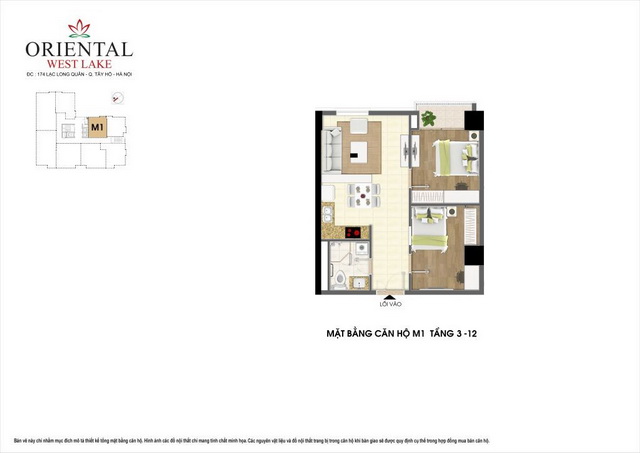 ORIENTAL
WEST LAKE
ĐC : 174 LẠC LONG QUÂN - Q. TÂY HỒ - HÀ NỘI
M1
LỐI VÀO
MẶT BẰNG CĂN HỘ M1 TẦNG 3 -12
Bản vẽ này chỉ nhằm mục đích mô tả thiết kế tổng mặt bằng căn hộ. Hình ảnh các đồ nội thất chỉ mang tính chất minh họa. Các nguyên vật liệu và đồ nội thất trang bị trong căn hộ khi bàn giao sẽ được quy định cụ thể trong hợp đồng mua bán căn hộ.